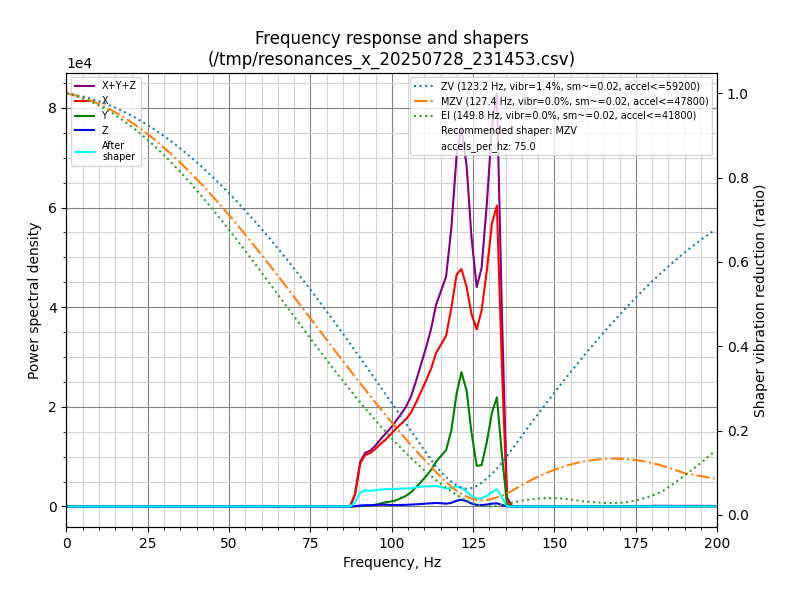 Frequency response and shapers
(/tmp/resonances_x_20250728_231453.csv)
1e4
X+Y+Z
X
Y
Z
After
shaper
ZV (123.2 Hz, vibr=1.4%, sm~=0.02, accel<=59200)
MZV (127.4 Hz, vibr=0.0%, sm~=0.02, accel<=47800)
EI (149.8 Hz, vibr=0.0%, sm~=0.02, accel<=41800)
Recommended shaper: MZV
accels_per_hz: 75.0
8
6
4
2
0
Power spectral density
1.0
0.8
0.6
0.4
0.2
0.0
Shaper vibration reduction (ratio)
0 25 50 75 100 125 150 175 200
Frequency, Hz